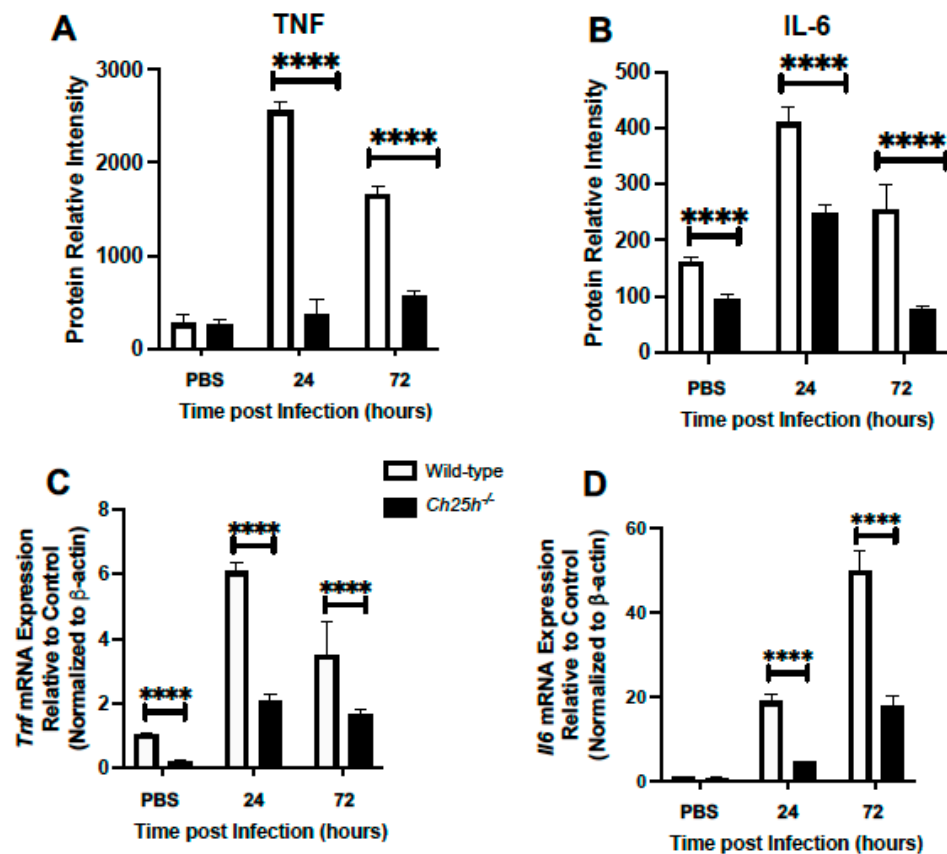 A
TNF
Protein Relative Intensity
3000
2000
1000
0
****
****
PBS
24
72
Time post Infection (hours)
B
IL-6
Protein Relative Intensity
500
400
300
200
100
0
****
****
****
PBS
24
72
Time post Infection (hours)
Wild-type
Ch25h-/-
C
Tnf mRNA Expression
Relative to Control
(Normalized to β-actin)
8
6
4
2
0
****
****
****
PBS
24
72
Time post Infection (hours)
D
Il6 mRNA Expression
Relative to Control
(Normalized to β-actin)
60
40
20
0
****
****
PBS
24
72
Time post Infection (hours)